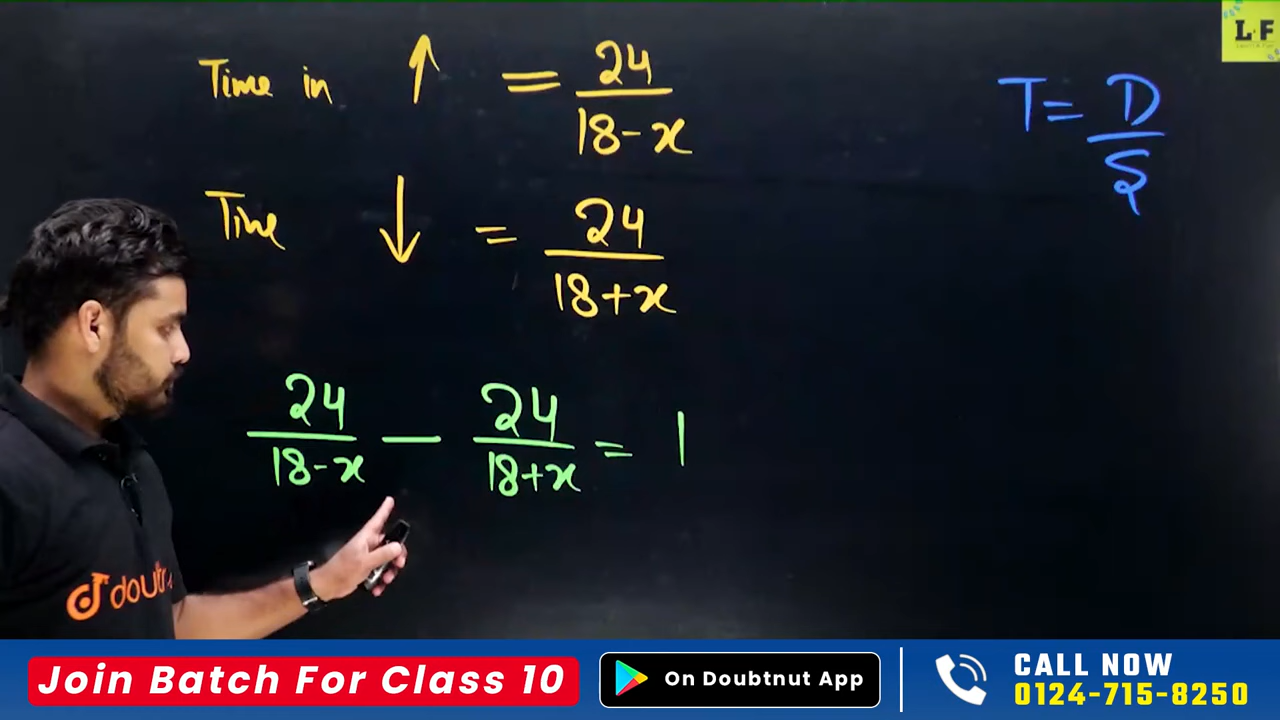 Time in ↑ = 24/(18-x)
T = D/S
Time ↓ = 24/(18+x)
24/(18-x) - 24/(18+x) = 1
L.F
doubtn
Join Batch For Class 10
On Doubtnut App
CALL NOW
0124-715-8250